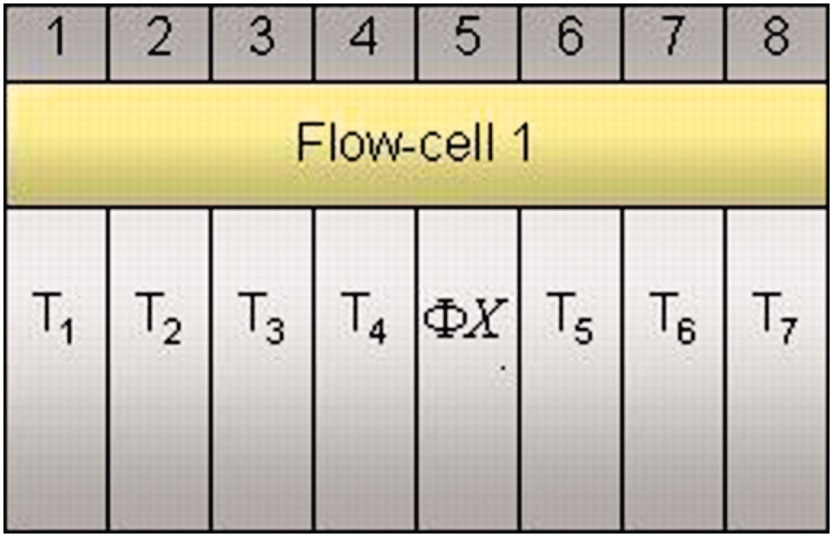 1 2 3 4 5 6 7 8
Flow-cell 1
T₁ T₂ T₃ T₄ ΦX T₅ T₆ T₇